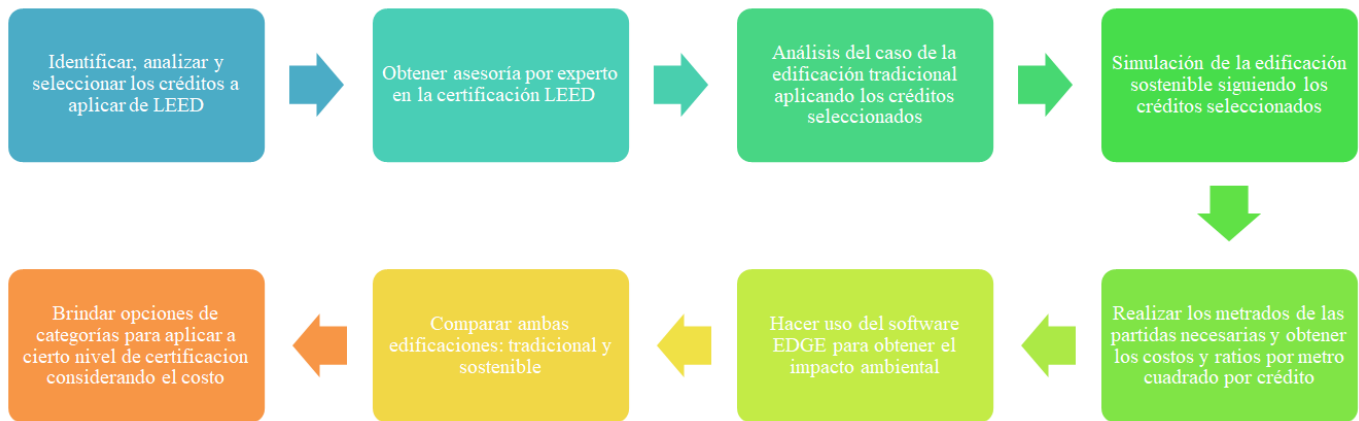 Identificar, analizar y
seleccionar los créditos a
aplicar de LEED
Obtener asesoría por experto
en la certificación LEED
Análisis del caso de la
edificación tradicional
aplicando los créditos
seleccionados
Simulación de la edificación
sostenible siguiendo los
créditos seleccionados
Realizar los metrados de las
partidas necesarias y obtener
los costos y ratios por metro
cuadrado por crédito
Hacer uso del software
EDGE para obtener el
impacto ambiental
Comparar ambas
edificaciones: tradicional y
sostenible
Brindar opciones de
categorías para aplicar a
cierto nivel de certificacion
considerando el costo